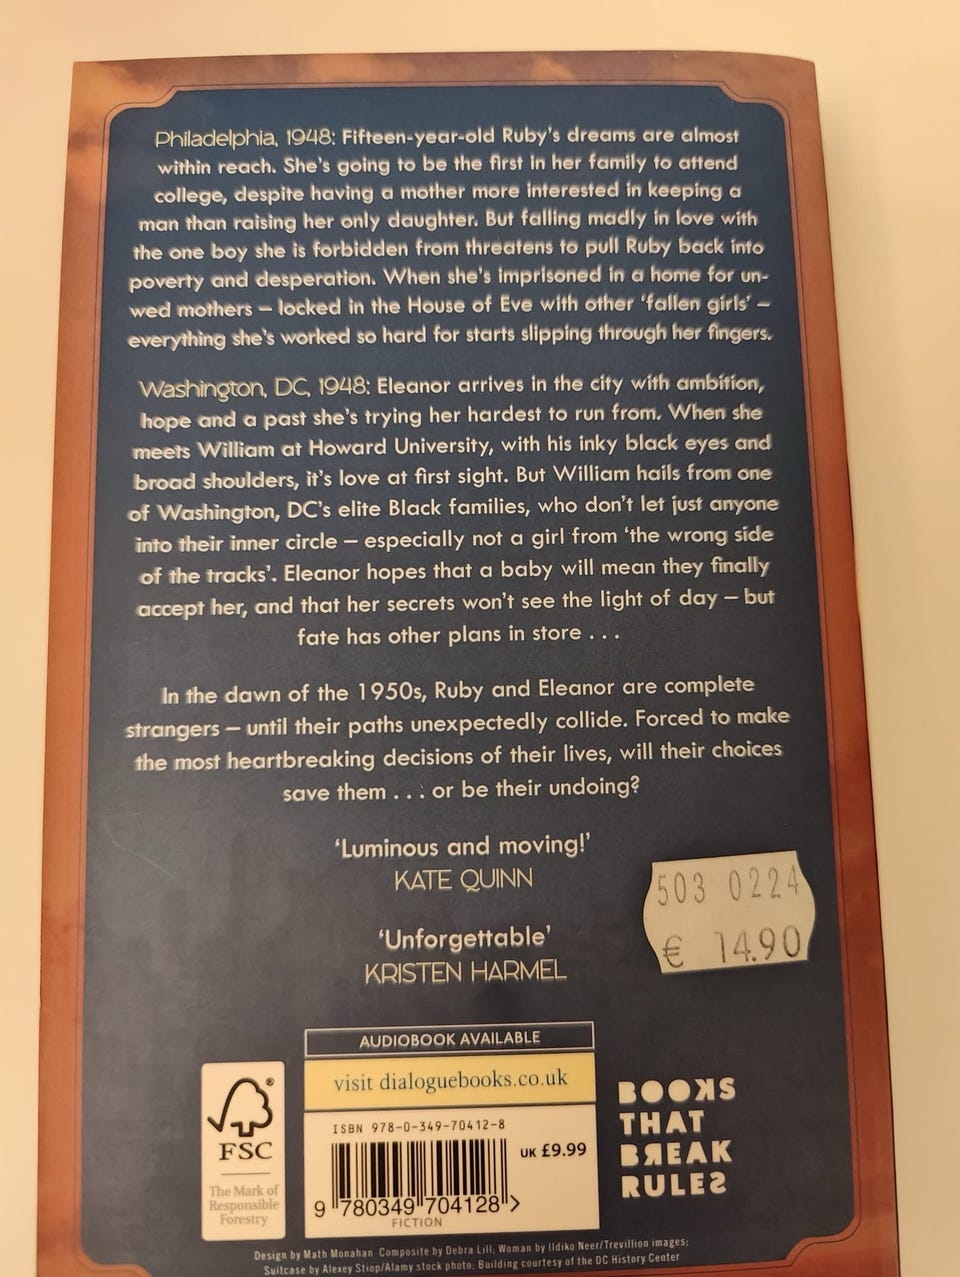 Philadelphia, 1948: Fifteen-year-old Ruby's dreams are almost
within reach. She's going to be the first in her family to attend
college, despite having a mother more interested in keeping a
man than raising her only daughter. But falling madly in love with
the one boy she is forbidden from threatens to pull Ruby back into
poverty and desperation. When she's imprisoned in a home for un-
wed mothers – locked in the House of Eve with other 'fallen girls' –
everything she's worked so hard for starts slipping through her fingers.
Washington, DC, 1948: Eleanor arrives in the city with ambition,
hope and a past she's trying her hardest to run from. When she
meets William at Howard University, with his inky black eyes and
broad shoulders, it's love at first sight. But William hails from one
of Washington, DC's elite Black families, who don't let just anyone
into their inner circle – especially not a girl from 'the wrong side
of the tracks'. Eleanor hopes that a baby will mean they finally
accept her, and that her secrets won't see the light of day – but
fate has other plans in store . . .
In the dawn of the 1950s, Ruby and Eleanor are complete
strangers – until their paths unexpectedly collide. Forced to make
the most heartbreaking decisions of their lives, will their choices
save them . . . or be their undoing?
'Luminous and moving!'
KATE QUINN
'Unforgettable'
KRISTEN HARMEL
503 0224
€ 14.90
AUDIOBOOK AVAILABLE
visit dialoguebooks.co.uk
ISBN 978-0-349-70412-8
UK £9.99
9 780349 704128 >
FICTION
FSC
®
The Mark of
Responsible
Forestry
BOOKS
THAT
BREAK
RULES
Design by Math Monahan Composite by Debra Lill; Woman by Ildiko Neer/Trevillion images;
Suitcase by Alexey Stiop/Alamy stock photo; Building courtesy of the DC History Center